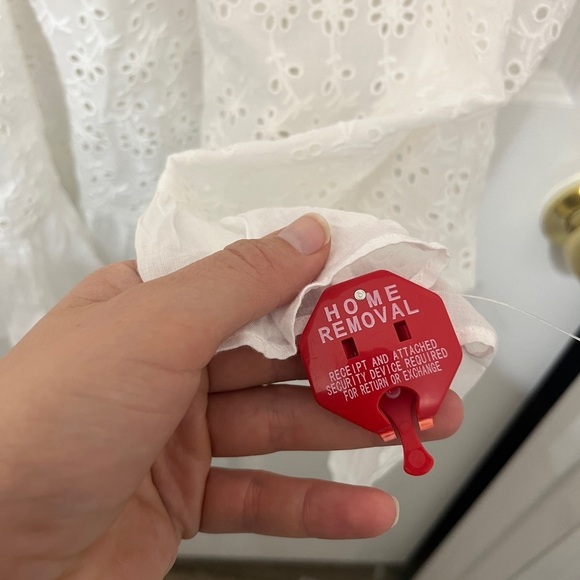 HOME
REMOVAL
RECEIPT AND ATTACHED
SECURITY DEVICE REQUIRED
FOR RETURN OR EXCHANGE